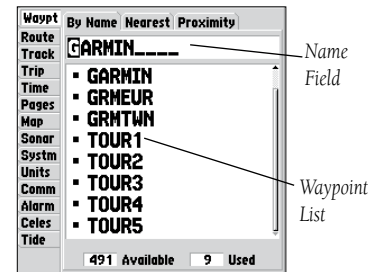 Waypt
Route
Track
Trip
Time
Pages
Map
Sonar
Systm
Units
Comm
Alarm
Celes
Tide
By Name Nearest Proximity
GARMIN____
▪ GARMIN
▪ GRMEUR
▪ GRMTWN
▪ TOUR1
▪ TOUR2
▪ TOUR3
▪ TOUR4
▪ TOUR5
491 Available 9 Used
Name
Field
Waypoint
List